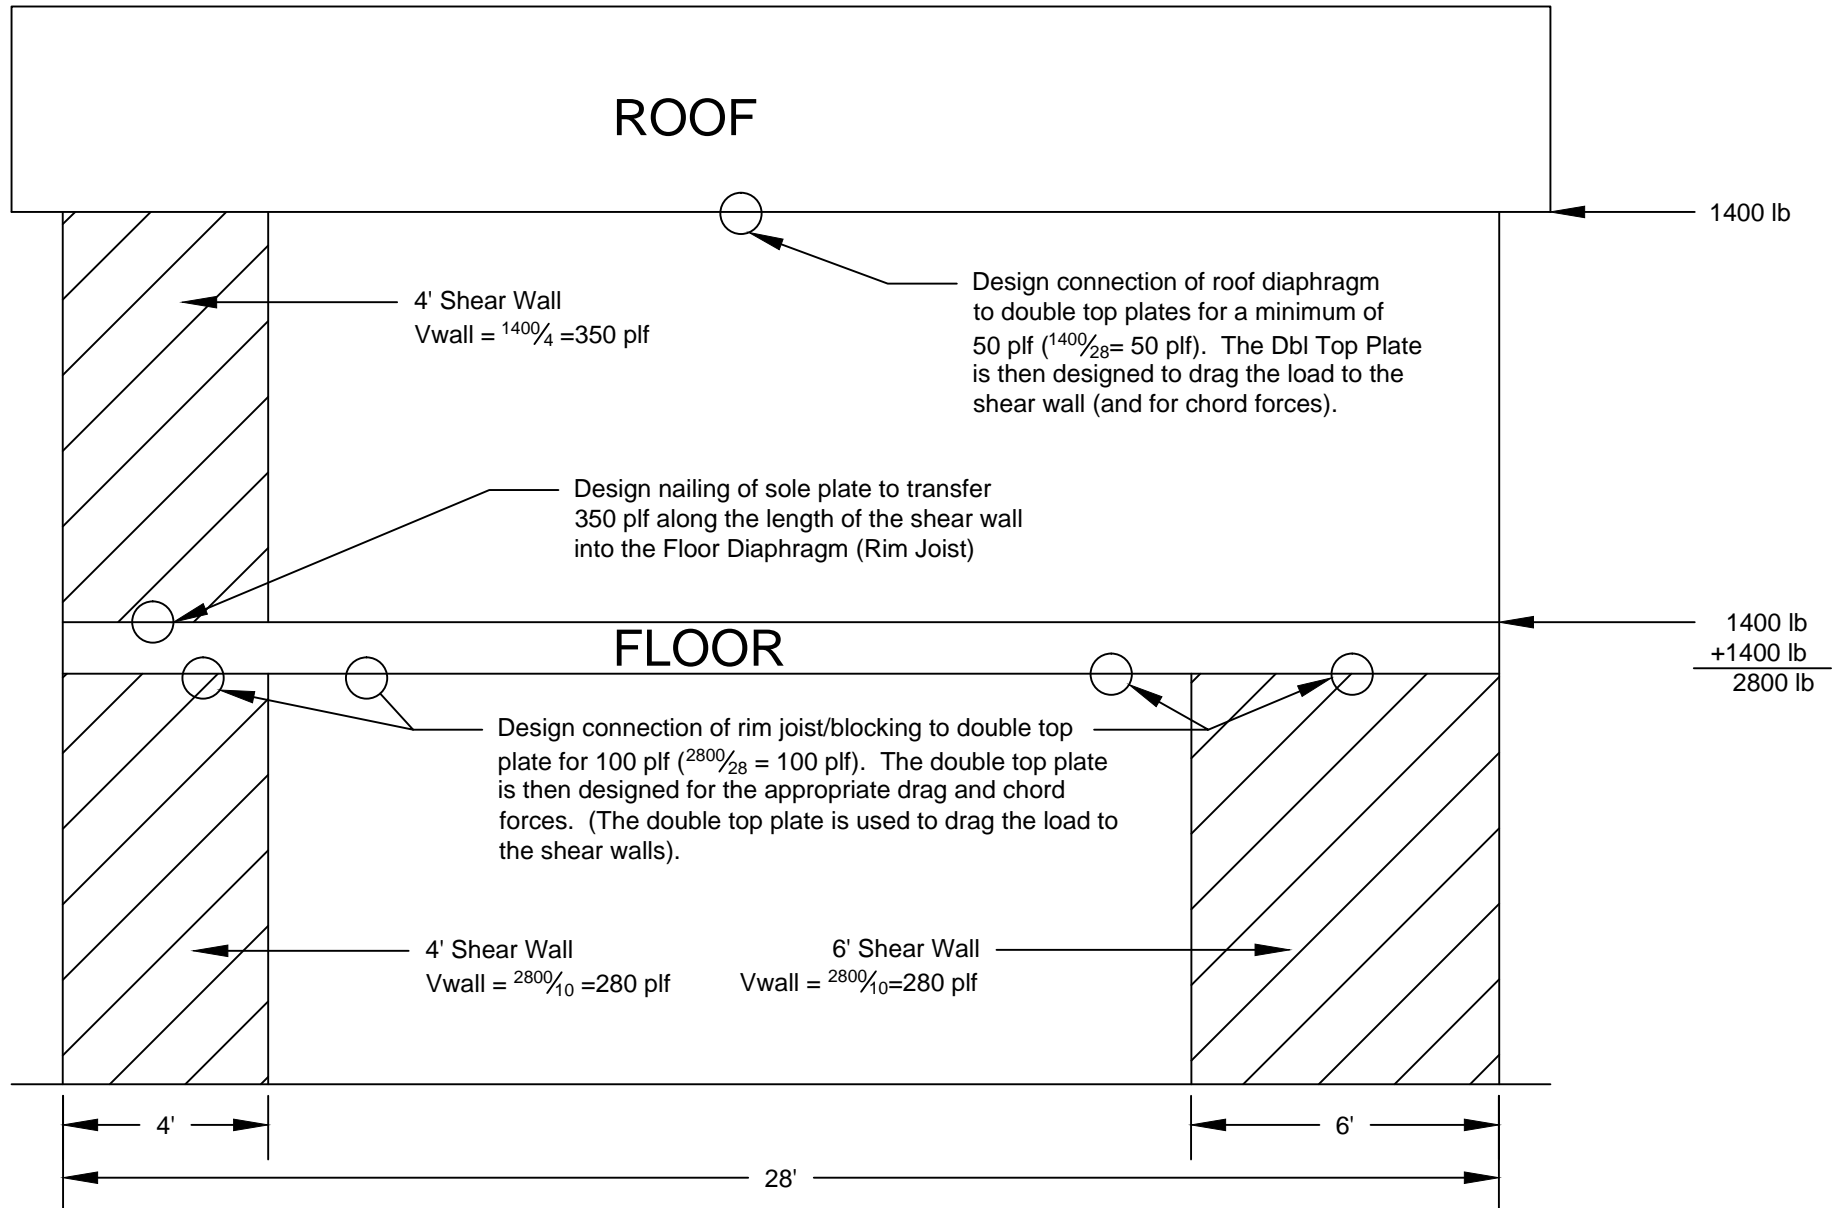 ROOF
1400 lb
4' Shear Wall
Vwall = 1400⁄4 =350 plf
Design connection of roof diaphragm
to double top plates for a minimum of
50 plf (1400⁄28= 50 plf).  The Dbl Top Plate
is then designed to drag the load to the
shear wall (and for chord forces).
Design nailing of sole plate to transfer
350 plf along the length of the shear wall
into the Floor Diaphragm (Rim Joist)
FLOOR
1400 lb
+1400 lb
2800 lb
Design connection of rim joist/blocking to double top
plate for 100 plf (2800⁄28 = 100 plf).  The double top plate
is then designed for the appropriate drag and chord
forces.  (The double top plate is used to drag the load to
the shear walls).
4' Shear Wall
Vwall = 2800⁄10 =280 plf
6' Shear Wall
Vwall = 2800⁄10=280 plf
4'
6'
28'